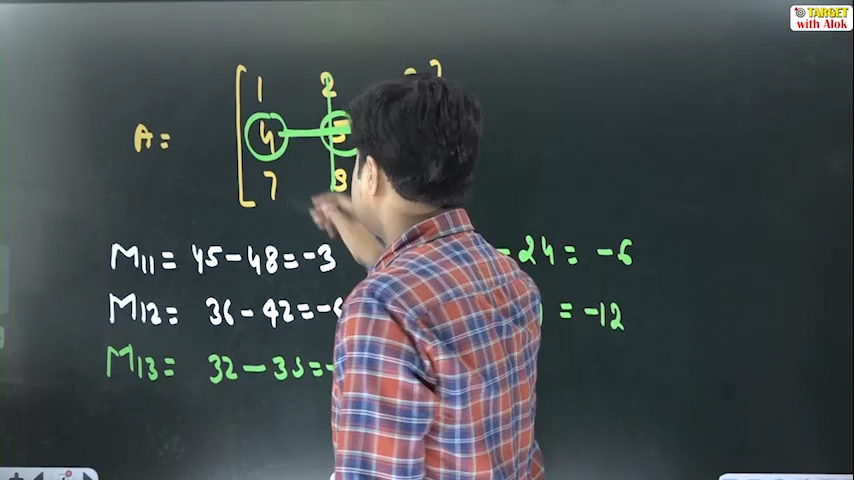 TARGET
with Alok
1 2
A = 4 5
7 8
M11 = 45 - 48 = -3 - 24 = -6
M12 = 36 - 42 = - = -12
M13 = 32 - 35 = -